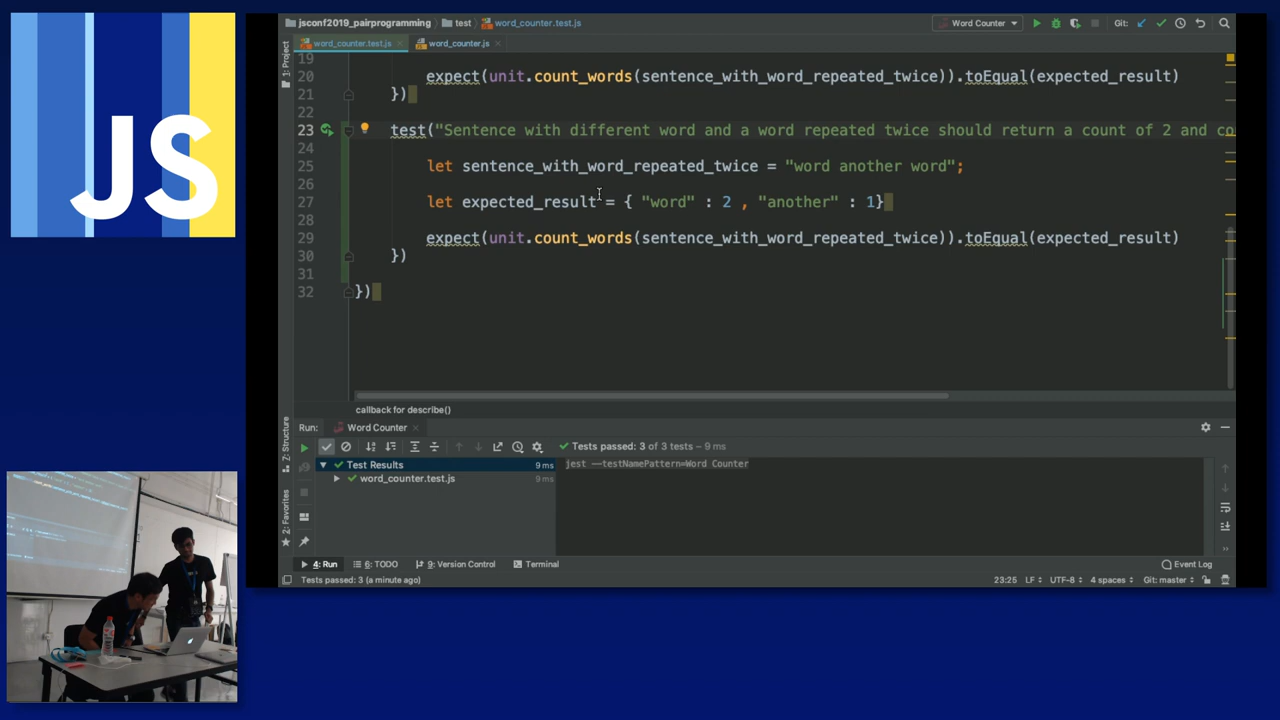 JS
jsconf2019_pairprogramming test word_counter.test.js Word Counter Git:
word_counter.test.js word_counter.js
1: Project
19
20 expect(unit.count_words(sentence_with_word_repeated_twice)).toEqual(expected_result)
21 })
22
23 test("Sentence with different word and a word repeated twice should return a count of 2 and co
24
25 let sentence_with_word_repeated_twice = "word another word";
26
27 let expected_result = { "word" : 2 , "another" : 1}
28
29 expect(unit.count_words(sentence_with_word_repeated_twice)).toEqual(expected_result)
30 })
31
32 })
callback for describe()
Run: Word Counter
7: Structure
Tests passed: 3 of 3 tests – 9 ms
Test Results 9 ms
jest --testNamePattern=Word Counter
word_counter.test.js 9 ms
2: Favorites
4: Run 6: TODO 9: Version Control Terminal Event Log
Tests passed: 3 (a minute ago) 23:25 LF UTF-8 4 spaces Git: master